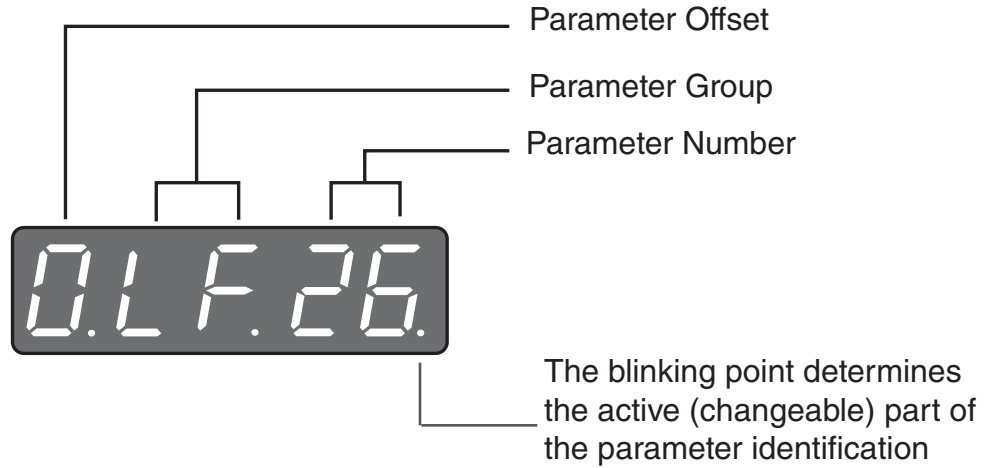 Parameter Offset
Parameter Group
Parameter Number
0.LF.26.
The blinking point determines
the active (changeable) part of
the parameter identification